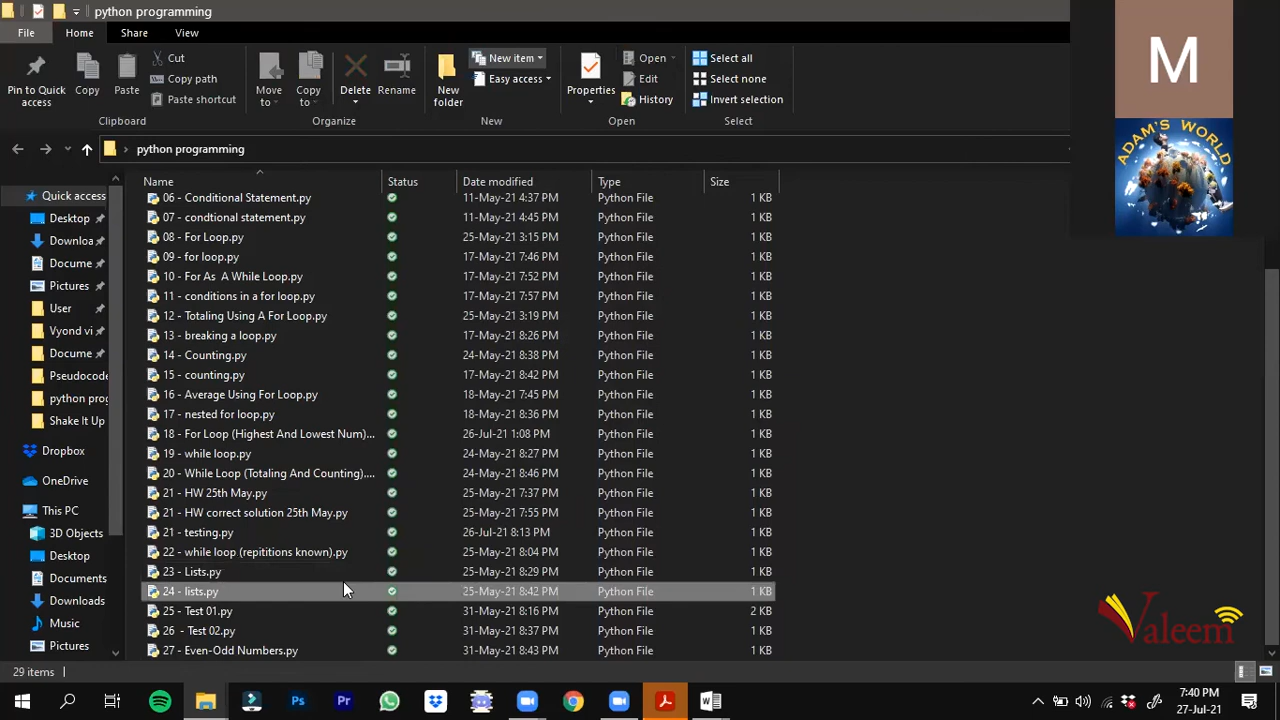 python programming
File Home Share View
Pin to Quick access
Copy
Paste
Cut
Copy path
Paste shortcut
Clipboard
Move to
Copy to
Delete
Rename
Organize
New folder
New item
Easy access
New
Properties
Open
Edit
History
Open
Select all
Select none
Invert selection
Select
M
ADAM'S WORLD
python programming
Name Status Date modified Type Size
06 - Conditional Statement.py 11-May-21 4:37 PM Python File 1 KB
07 - condtional statement.py 11-May-21 4:45 PM Python File 1 KB
08 - For Loop.py 25-May-21 3:15 PM Python File 1 KB
09 - for loop.py 17-May-21 7:46 PM Python File 1 KB
10 - For As A While Loop.py 17-May-21 7:52 PM Python File 1 KB
11 - conditions in a for loop.py 17-May-21 7:57 PM Python File 1 KB
12 - Totaling Using A For Loop.py 25-May-21 3:19 PM Python File 1 KB
13 - breaking a loop.py 17-May-21 8:26 PM Python File 1 KB
14 - Counting.py 24-May-21 8:38 PM Python File 1 KB
15 - counting.py 17-May-21 8:42 PM Python File 1 KB
16 - Average Using For Loop.py 18-May-21 7:45 PM Python File 1 KB
17 - nested for loop.py 18-May-21 8:36 PM Python File 1 KB
18 - For Loop (Highest And Lowest Num)... 26-Jul-21 1:08 PM Python File 1 KB
19 - while loop.py 24-May-21 8:27 PM Python File 1 KB
20 - While Loop (Totaling And Counting).... 24-May-21 8:46 PM Python File 1 KB
21 - HW 25th May.py 25-May-21 7:37 PM Python File 1 KB
21 - HW correct solution 25th May.py 25-May-21 7:55 PM Python File 1 KB
21 - testing.py 26-Jul-21 8:13 PM Python File 1 KB
22 - while loop (repititions known).py 25-May-21 8:04 PM Python File 1 KB
23 - Lists.py 25-May-21 8:29 PM Python File 1 KB
24 - lists.py 25-May-21 8:42 PM Python File 1 KB
25 - Test 01.py 31-May-21 8:16 PM Python File 2 KB
26 - Test 02.py 31-May-21 8:37 PM Python File 1 KB
27 - Even-Odd Numbers.py 31-May-21 8:43 PM Python File 1 KB
Quick access
Desktop
Downloa
Docume
Pictures
User
Vyond vi
Docume
Pseudocode
python prog
Shake It Up
Dropbox
OneDrive
This PC
3D Objects
Desktop
Documents
Downloads
Music
Pictures
Valeem
29 items
Ps
Pr
W
7:40 PM
27-Jul-21